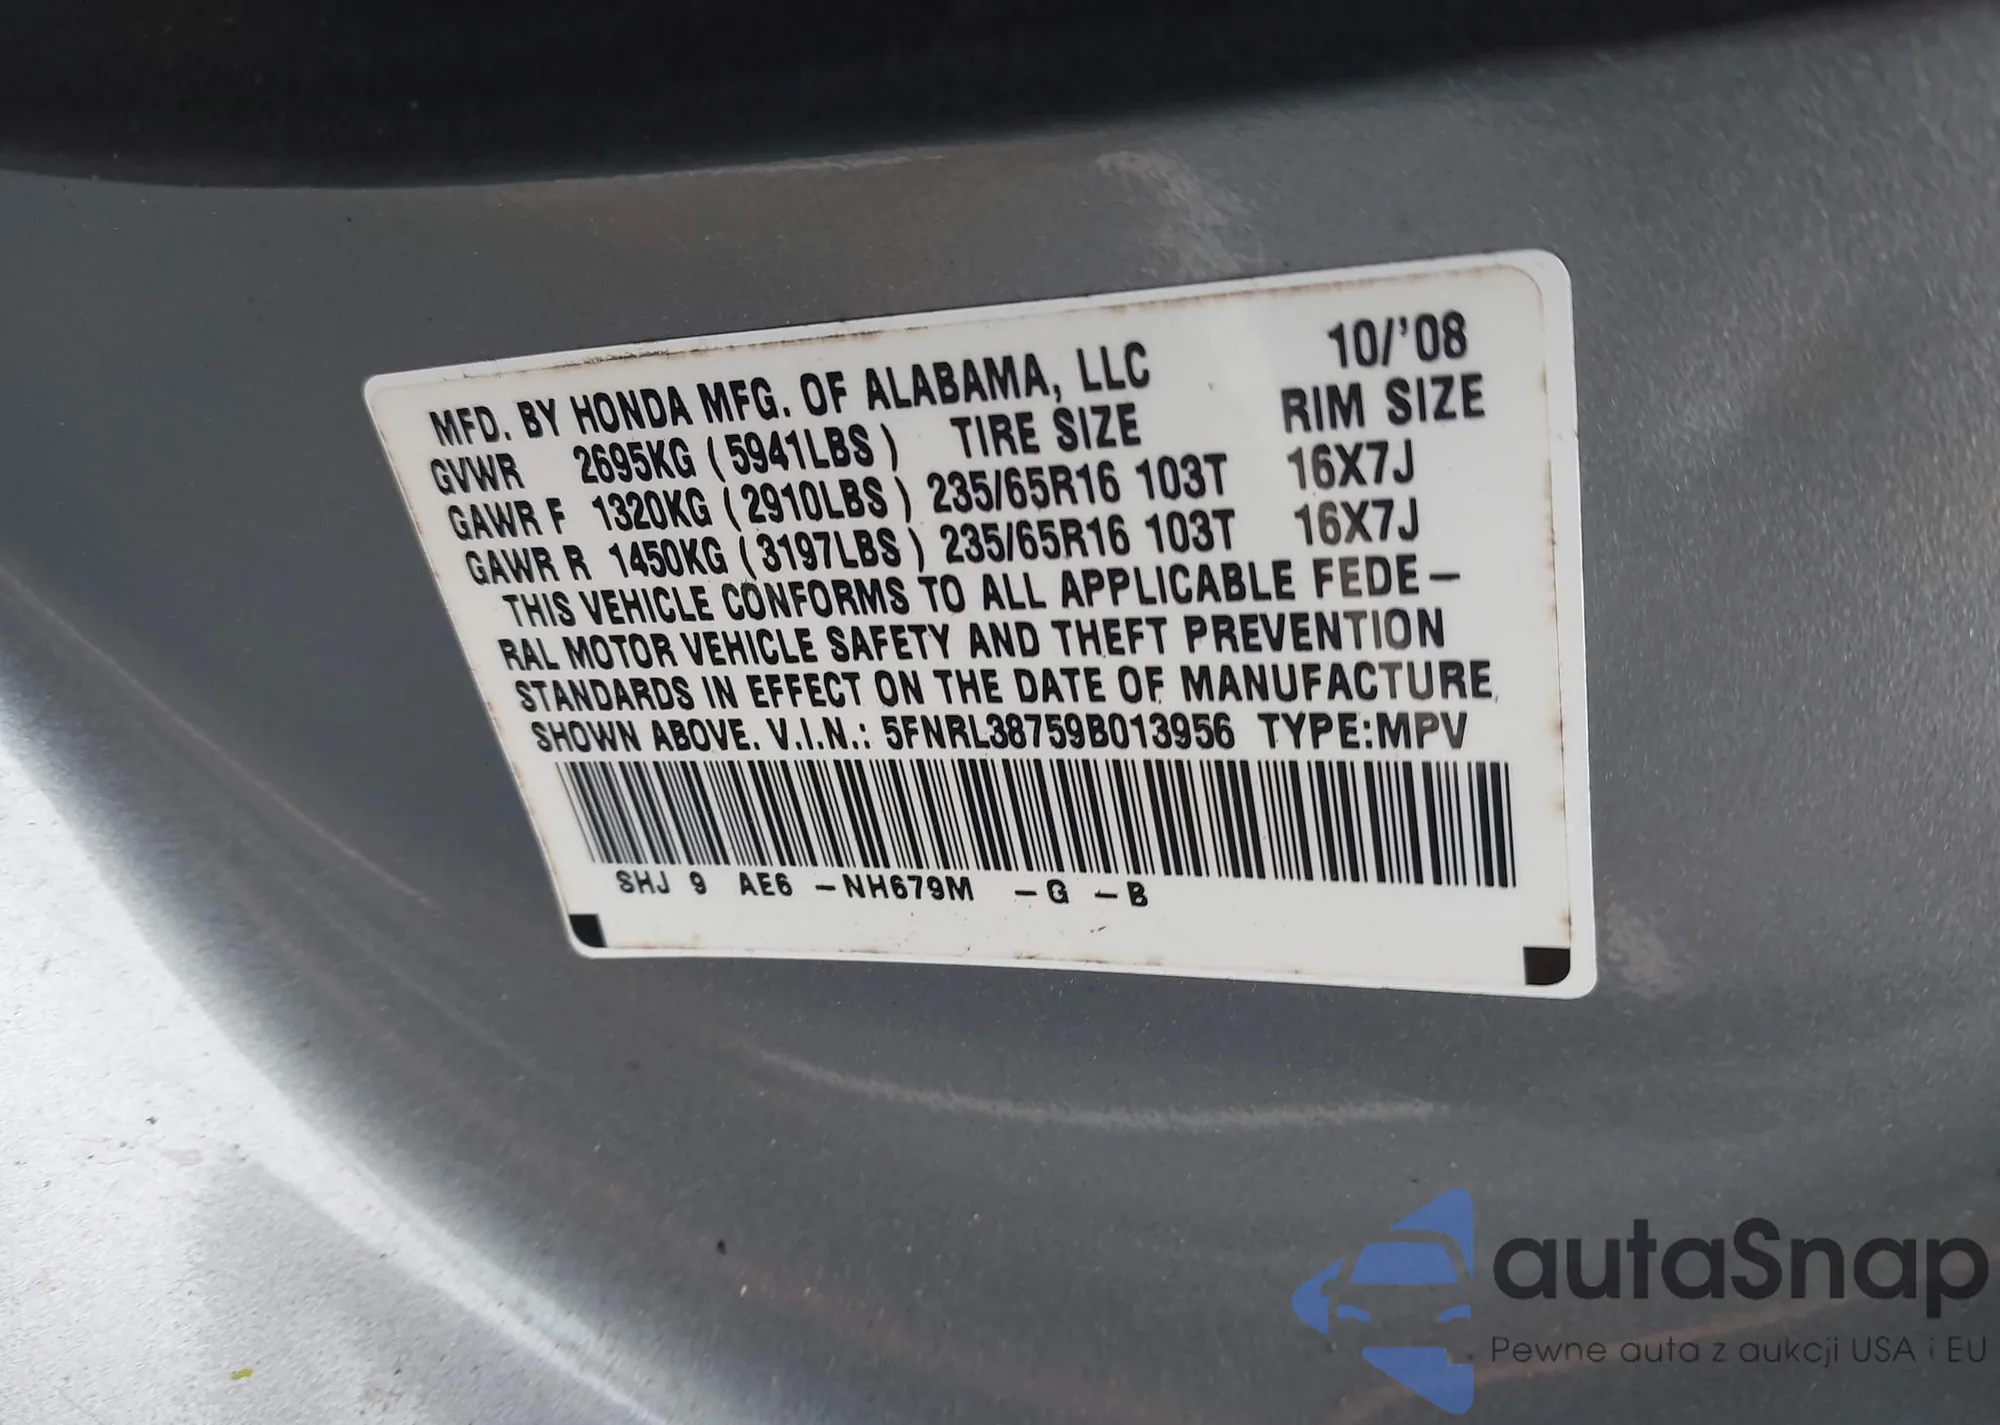 MFD. BY HONDA MFG. OF ALABAMA, LLC 10/'08
GVWR 2695KG (5941LBS) TIRE SIZE RIM SIZE
GAWR F 1320KG (2910LBS) 235/65R16 103T 16X7J
GAWR R 1450KG (3197LBS) 235/65R16 103T 16X7J
THIS VEHICLE CONFORMS TO ALL APPLICABLE FEDE-
RAL MOTOR VEHICLE SAFETY AND THEFT PREVENTION
STANDARDS IN EFFECT ON THE DATE OF MANUFACTURE
SHOWN ABOVE. V.I.N.: 5FNRL38759B013956 TYPE:MPV
SHJ 9 AE6 -NH679M -G -B
autaSnap
Pewne auta z aukcji USA i EU